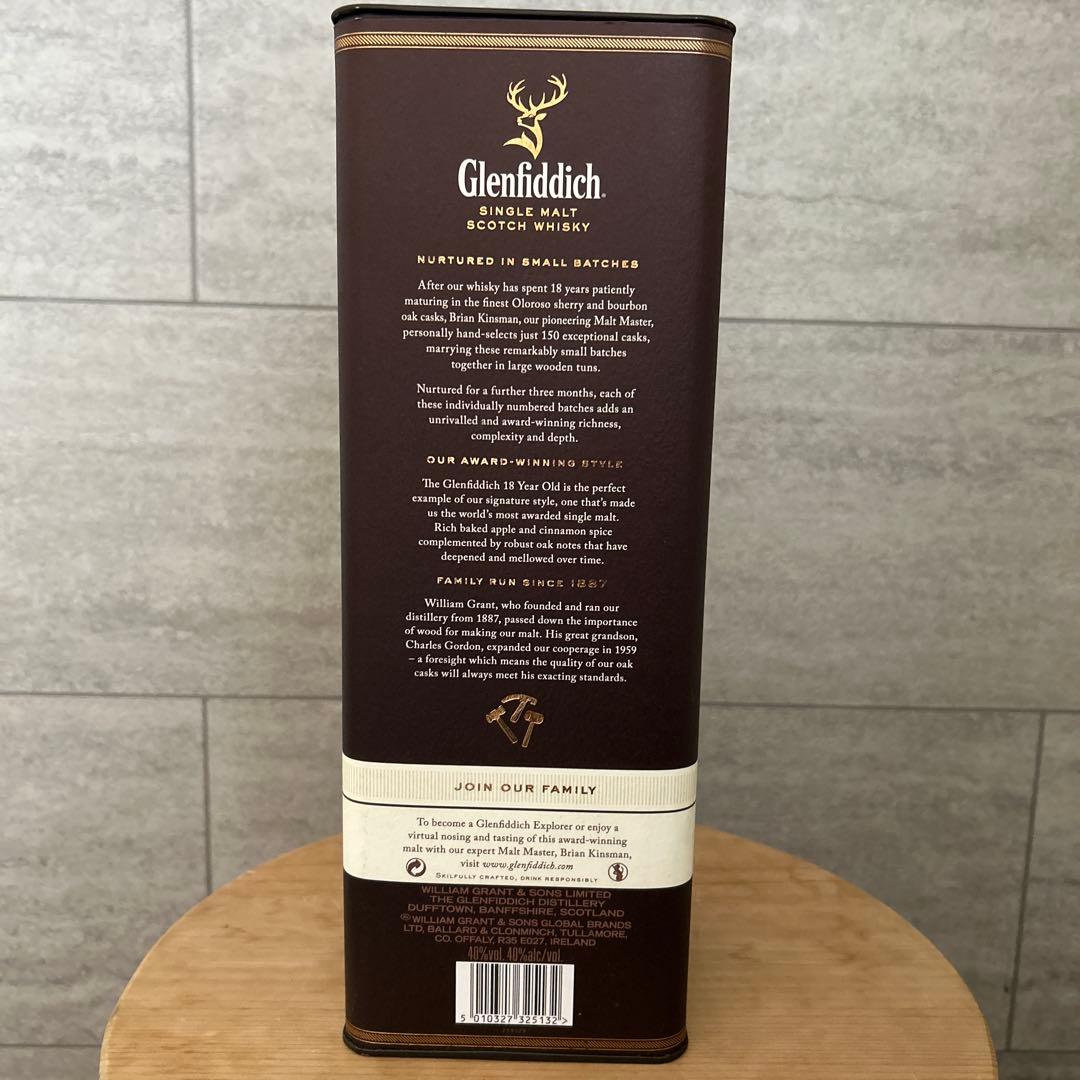 Glenfiddich
SINGLE MALT
SCOTCH WHISKY
NURTURED IN SMALL BATCHES
After our whisky has spent 18 years patiently
maturing in the finest Oloroso sherry and bourbon
oak casks, Brian Kinsman, our pioneering Malt Master,
personally hand-selects just 150 exceptional casks,
marrying these remarkably small batches
together in large wooden tuns.
Nurtured for a further three months, each of
these individually numbered batches adds an
unrivalled and award-winning richness,
complexity and depth.
OUR AWARD-WINNING STYLE
The Glenfiddich 18 Year Old is the perfect
example of our signature style, one that's made
us the world's most awarded single malt.
Rich baked apple and cinnamon spice
complemented by robust oak notes that have
deepened and mellowed over time.
FAMILY RUN SINCE 1887
William Grant, who founded and ran our
distillery from 1887, passed down the importance
of wood for making our malt. His great grandson,
Charles Gordon, expanded our cooperage in 1959
– a foresight which means the quality of our oak
casks will always meet his exacting standards.
JOIN OUR FAMILY
To become a Glenfiddich Explorer or enjoy a
virtual nosing and tasting of this award-winning
malt with our expert Malt Master, Brian Kinsman,
visit www.glenfiddich.com
SKILFULLY CRAFTED, DRINK RESPONSIBLY
WILLIAM GRANT & SONS LIMITED
THE GLENFIDDICH DISTILLERY
DUFFTOWN, BANFFSHIRE, SCOTLAND
® WILLIAM GRANT & SONS GLOBAL BRANDS
LTD, BALLARD & CLONMINCH, TULLAMORE,
CO. OFFALY, R35 E027, IRELAND
40%vol. 40%alc/vol.
5 010327 325132 >